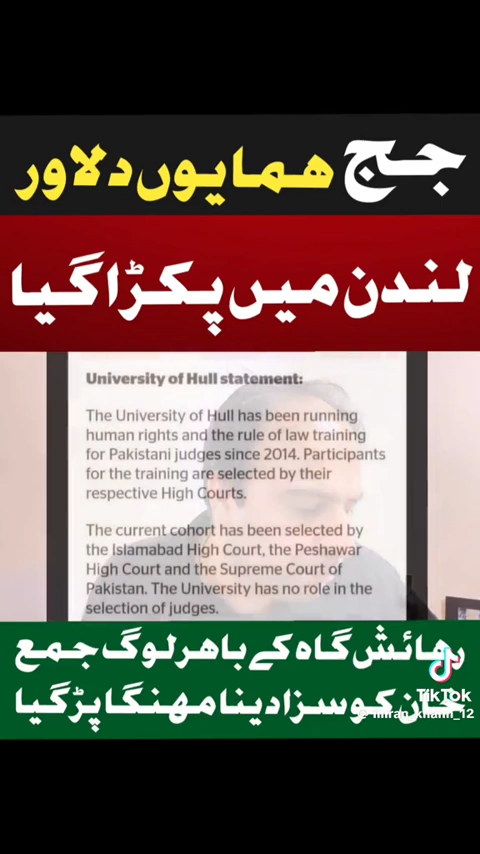 جج ھمایوں دلاور
لندن میں پکڑا گیا
University of Hull statement:
The University of Hull has been running
human rights and the rule of law training
for Pakistani judges since 2014. Participants
for the training are selected by their
respective High Courts.
The current cohort has been selected by
the Islamabad High Court, the Peshawar
High Court and the Supreme Court of
Pakistan. The University has no role in the
selection of judges.
رھائش گاہ کے باھر لوگ جمع
خان کو سزا دینا مھنگا پڑ گیا
TikTok